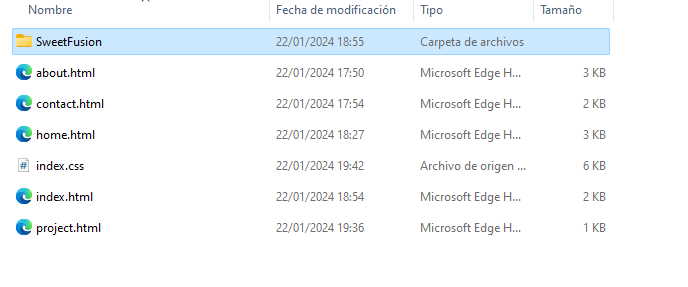 Nombre Fecha de modificación Tipo Tamaño
SweetFusion 22/01/2024 18:55 Carpeta de archivos
about.html 22/01/2024 17:50 Microsoft Edge H... 3 KB
contact.html 22/01/2024 17:54 Microsoft Edge H... 2 KB
home.html 22/01/2024 18:27 Microsoft Edge H... 3 KB
index.css 22/01/2024 19:42 Archivo de origen ... 6 KB
index.html 22/01/2024 18:54 Microsoft Edge H... 2 KB
project.html 22/01/2024 19:36 Microsoft Edge H... 1 KB